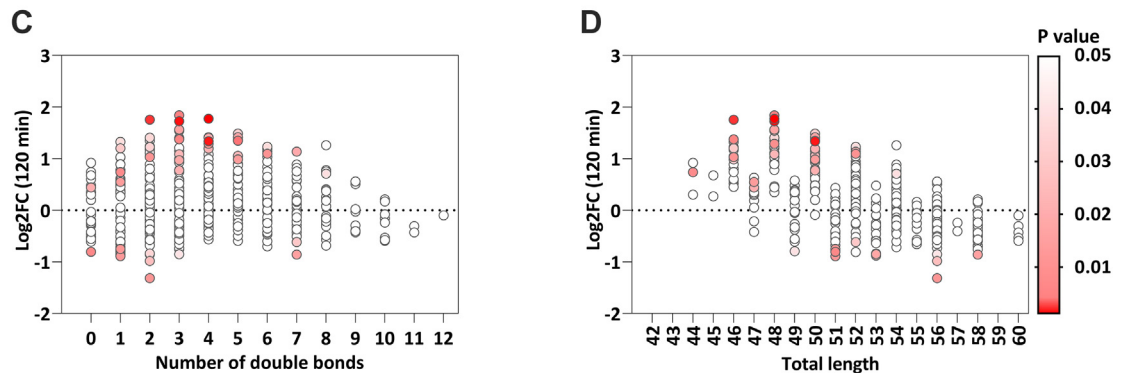 C
3
2
1
0
-1
-2
Log2FC (120 min)
0 1 2 3 4 5 6 7 8 9 10 11 12
Number of double bonds
D
3
2
1
0
-1
-2
Log2FC (120 min)
42 43 44 45 46 47 48 49 50 51 52 53 54 55 56 57 58 59 60
Total length
P value
0.05
0.04
0.03
0.02
0.01